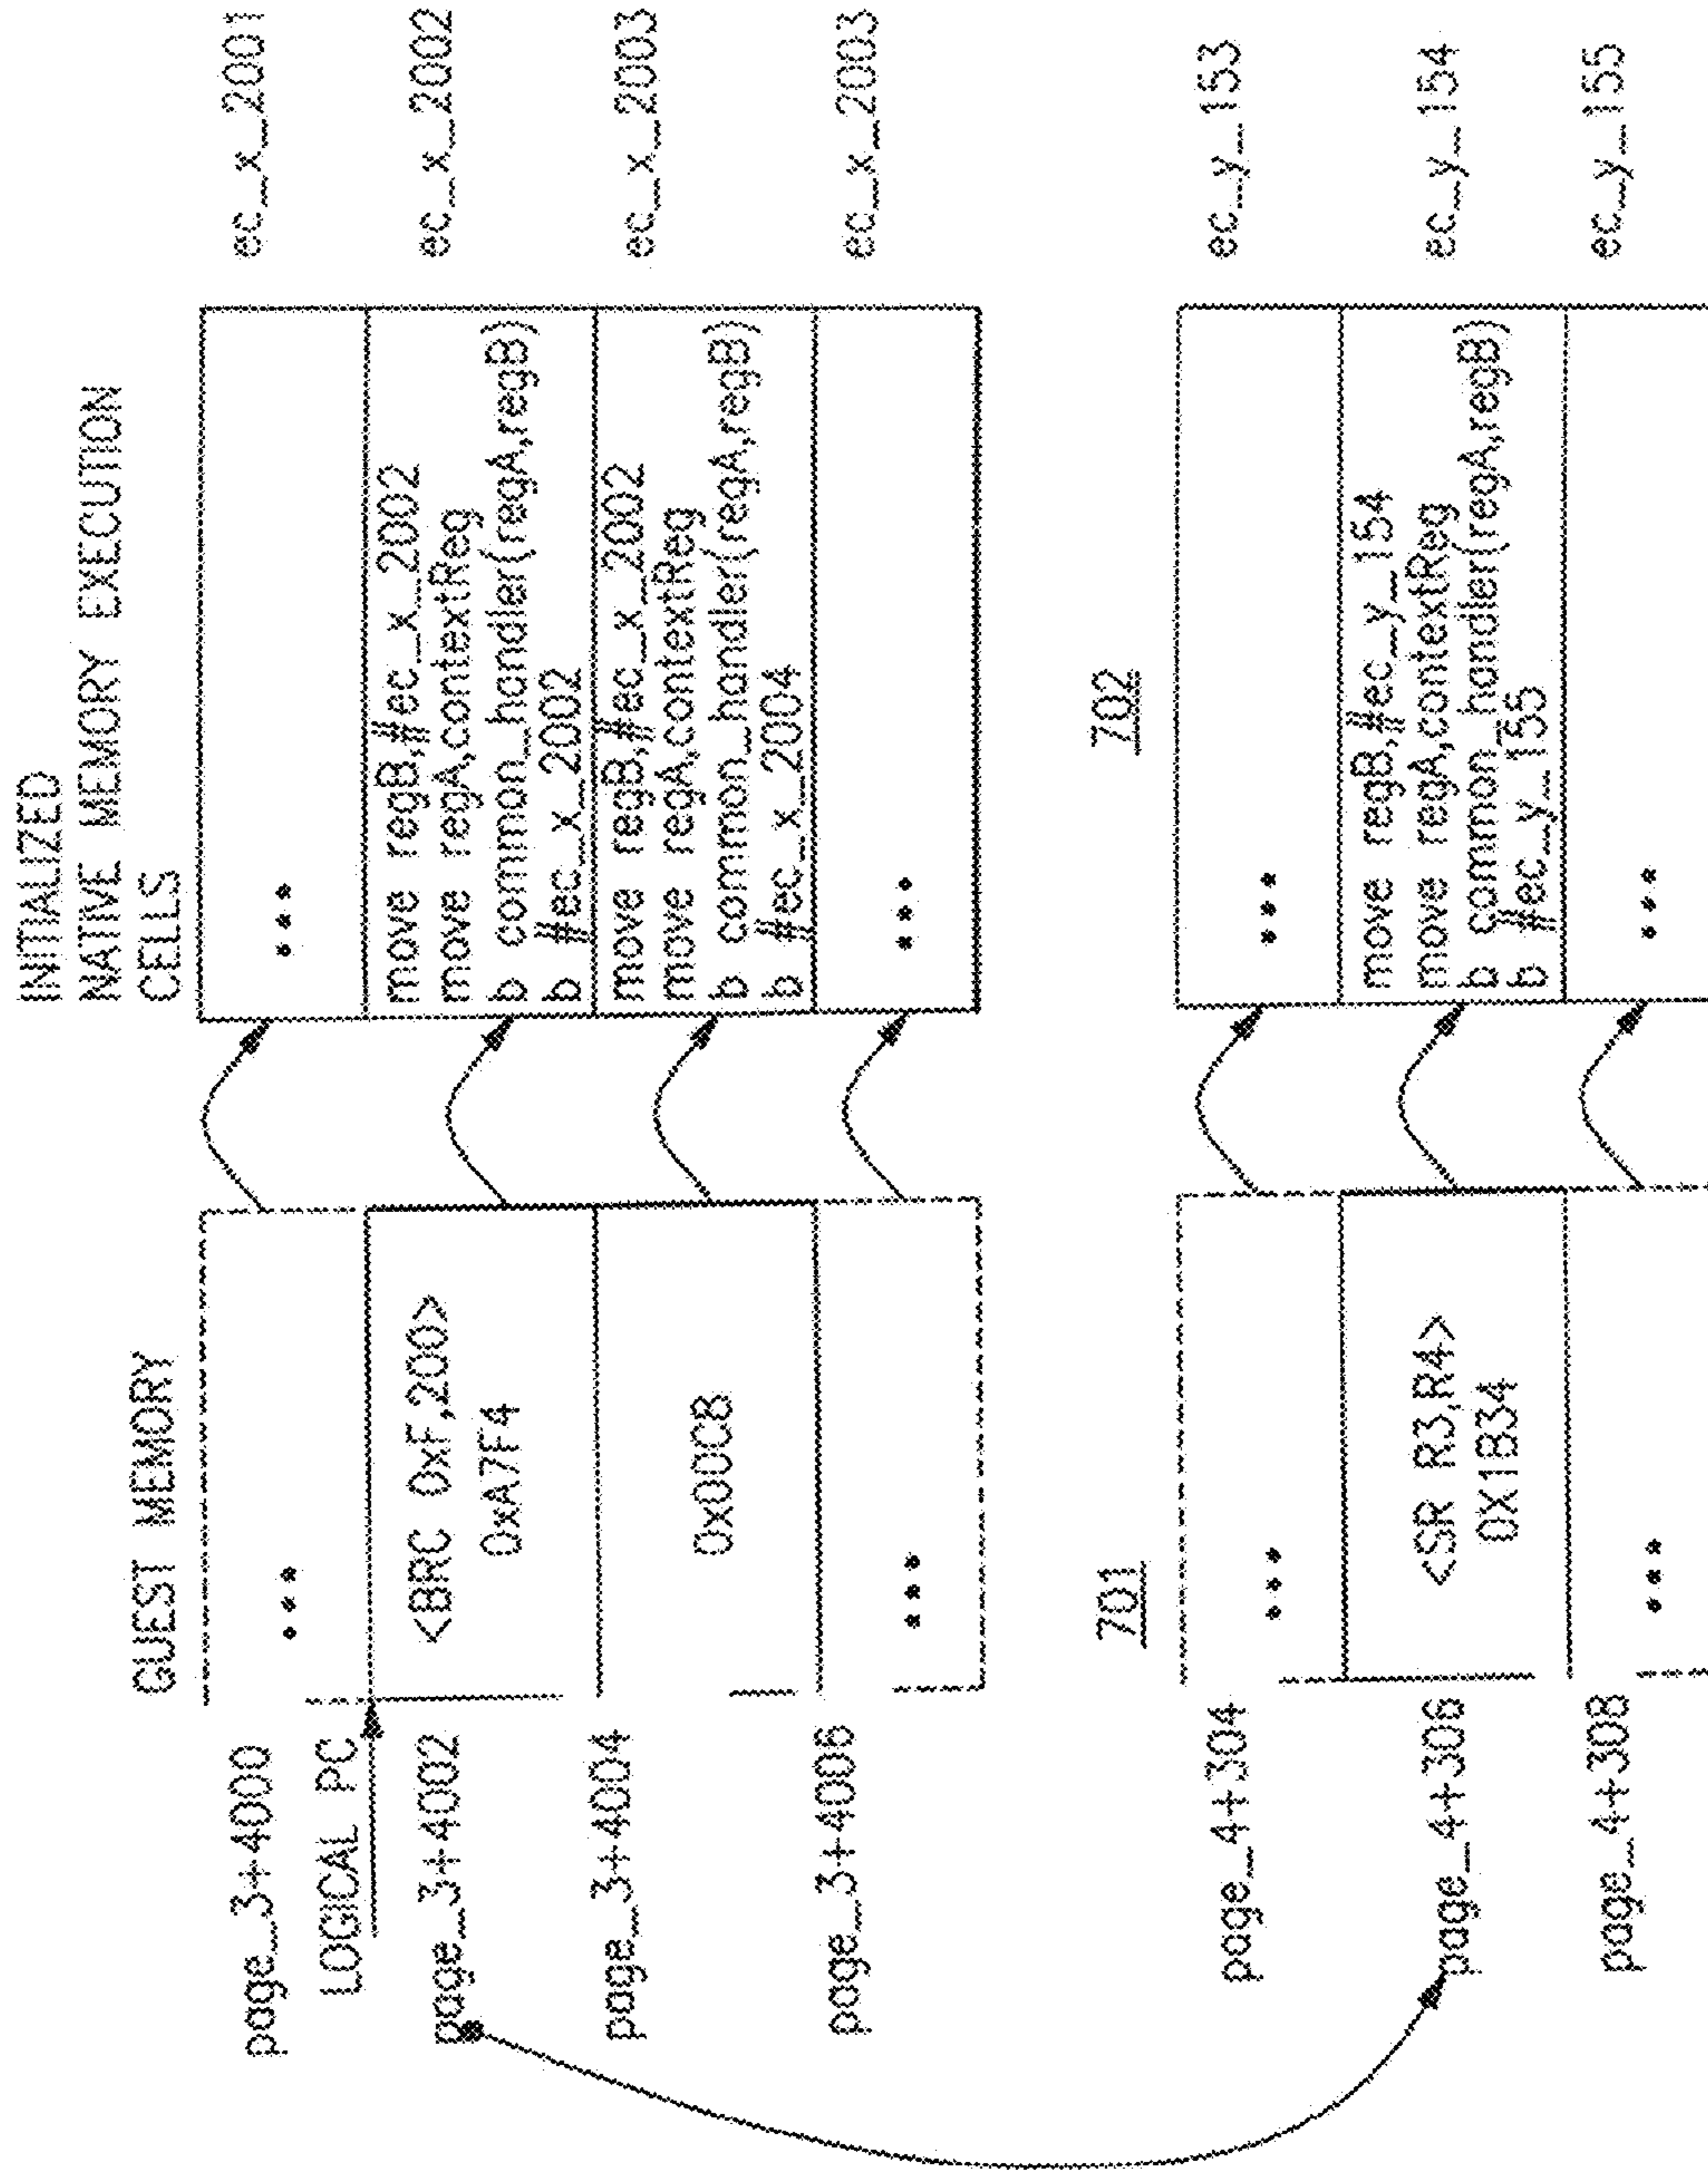 INITIALIZED
NATIVE MEMORY EXECUTION
CELLS
GUEST MEMORY
page_3+4000
...
...
ec_x_2001
LOGICAL PC
page_3+4002
<BRC 0xF,200>
0xA7F4
move regB,#ec_x_2002
move regA,contextReg
b common_handler(regA,regB)
b #ec_x_2002
ec_x_2002
page_3+4004
0x00C8
move regB,#ec_x_2002
move regA,contextReg
b common_handler(regA,regB)
b #ec_x_2004
ec_x_2003
page_3+4006
...
...
ec_x_2003
701
702
page_4+304
...
...
ec_y_153
page_4+306
<SR R3,R4>
0X1B34
move regB,#ec_y_154
move regA,contextReg
b common_handler(regA,regB)
b #ec_y_155
ec_y_154
page_4+308
...
...
ec_y_155